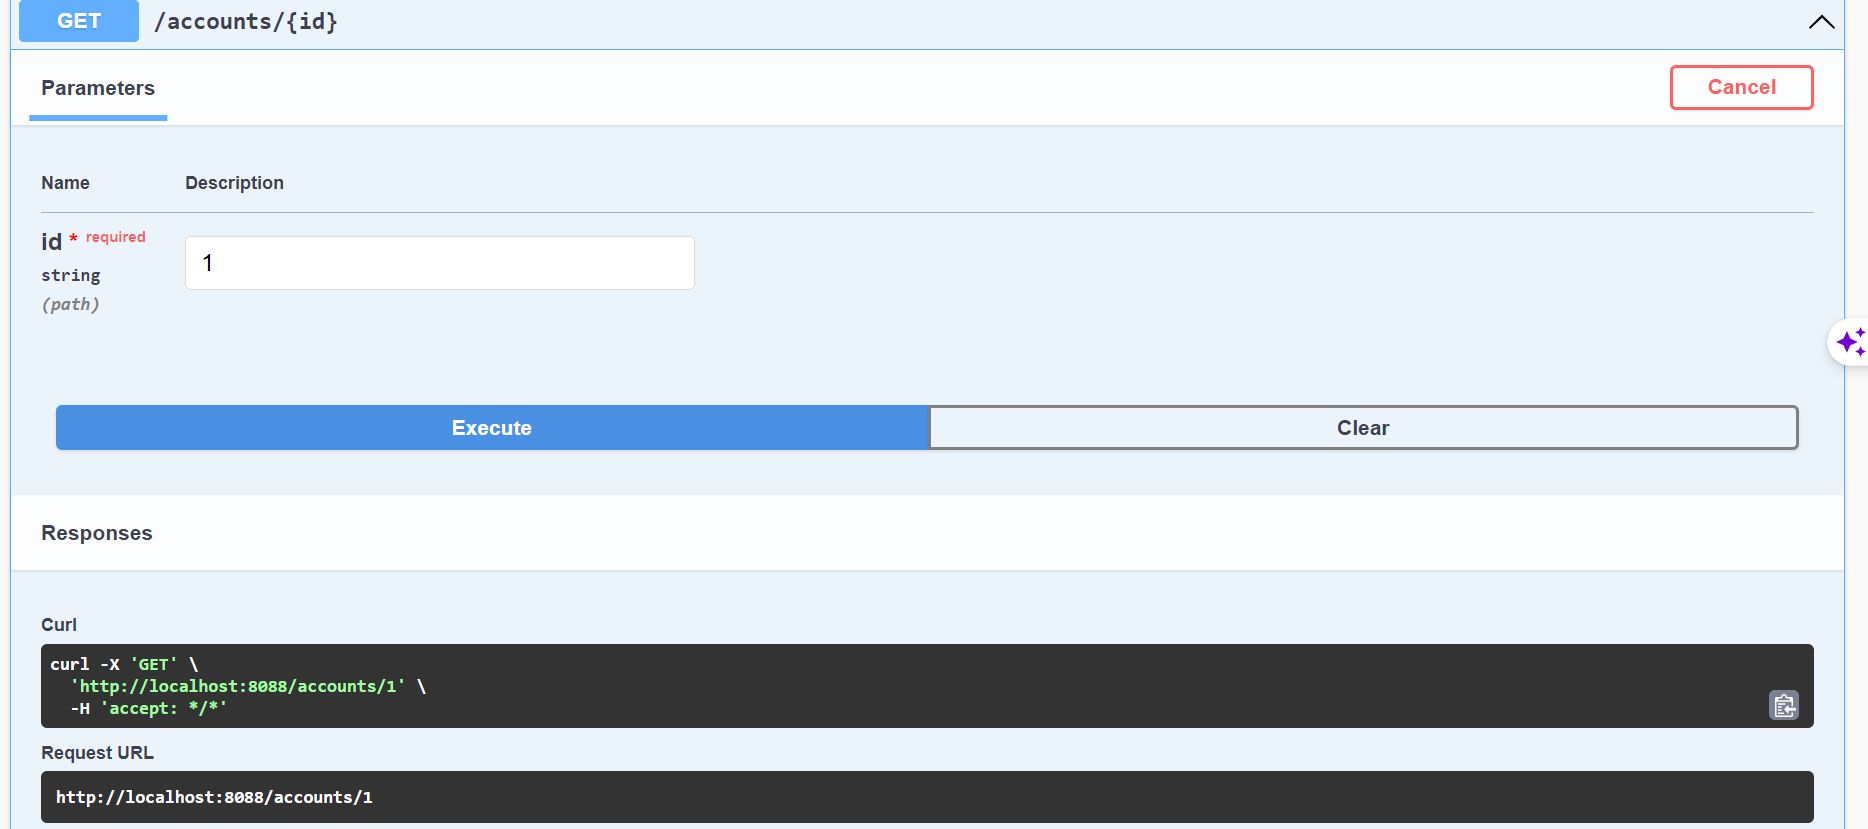 GET /accounts/{id}
Parameters
Cancel
Name Description
id * required
string
(path)
1
Execute Clear
Responses
Curl
curl -X 'GET' \
'http://localhost:8088/accounts/1' \
-H 'accept: */*'
Request URL
http://localhost:8088/accounts/1